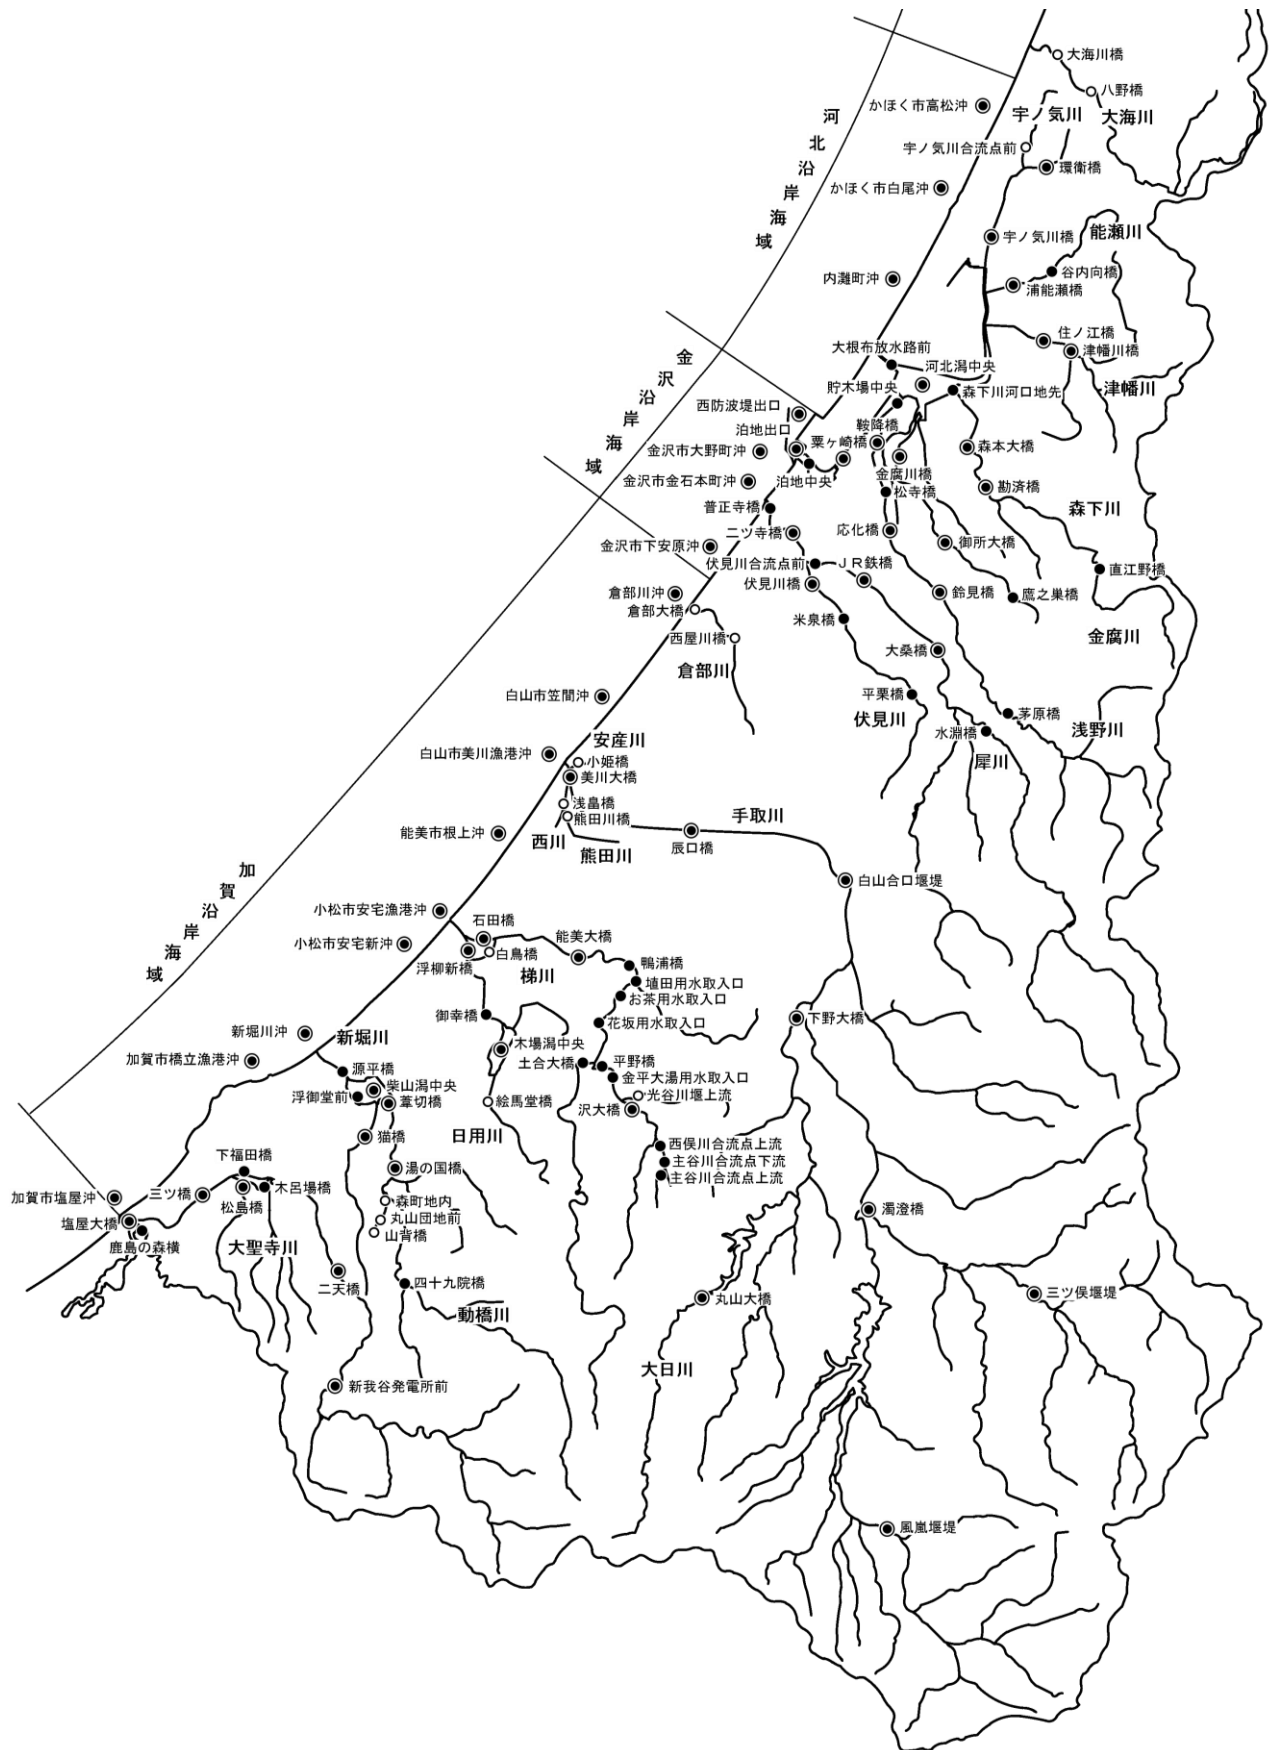 大海川橋
八野橋
かほく市高松沖
宇ノ気川
大海川
宇ノ気川合流点前
環衛橋
河北沿岸海域
かほく市白尾沖
宇ノ気川橋
能瀬川
谷内向橋
浦能瀬橋
内灘町沖
住ノ江橋
津幡川橋
大根布放水路前
河北潟中央
津幡川
貯木場中央
森下川河口地先
金沢沿岸海域
西防波堤出口
泊地出口
鞍降橋
粟ヶ崎橋
森本大橋
金沢市大野町沖
金腐川橋
泊地中央
金沢市金石本町沖
松寺橋
勘済橋
普正寺橋
森下川
二ツ寺橋
応化橋
御所大橋
金沢市下安原沖
伏見川合流点前
JR鉄橋
直江野橋
伏見川橋
倉部川沖
倉部大橋
鈴見橋
鷹之巣橋
米泉橋
西屋川橋
金腐川
大桑橋
倉部川
白山市笠間沖
平栗橋
伏見川
茅原橋
水淵橋
浅野川
安産川
白山市美川漁港沖
小姫橋
犀川
美川大橋
浅畠橋
熊田川橋
手取川
能美市根上沖
西川
熊田川
辰口橋
加賀沿岸海域
白山合口堰堤
小松市安宅漁港沖
石田橋
能美大橋
小松市安宅新沖
白鳥橋
浮柳新橋
鴨浦橋
梯川
埴田用水取入口
お茶用水取入口
御幸橋
花坂用水取入口
下野大橋
新堀川沖
新堀川
木場潟中央
加賀市橋立漁港沖
源平橋
土合大橋
平野橋
金平大湯用水取入口
柴山潟中央
浮御堂前
葦切橋
絵馬堂橋
光谷川堰上流
沢大橋
猫橋
日用川
西俣川合流点上流
下福田橋
湯の国橋
主谷川合流点下流
主谷川合流点上流
加賀市塩屋沖
三ツ橋
松島橋
木呂場橋
森町地内
丸山団地前
塩屋大橋
濁澄橋
山背橋
鹿島の森横
大聖寺川
二天橋
四十九院橋
三ツ俣堰堤
丸山大橋
動橋川
大日川
新我谷発電所前
風嵐堰堤